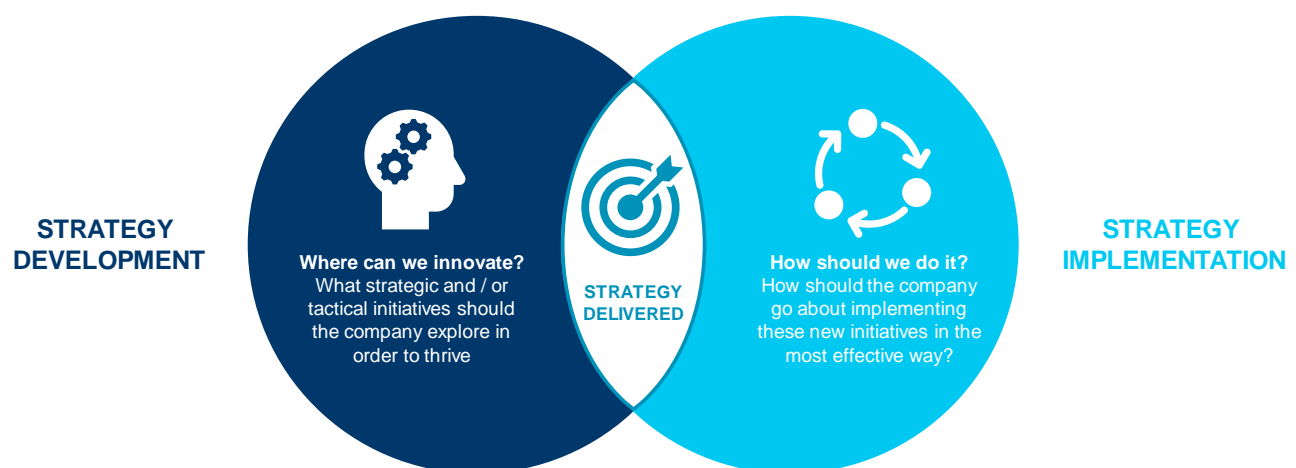 STRATEGY
DEVELOPMENT
Where can we innovate?
What strategic and / or
tactical initiatives should
the company explore in
order to thrive
STRATEGY
DELIVERED
How should we do it?
How should the company
go about implementing
these new initiatives in the
most effective way?
STRATEGY
IMPLEMENTATION